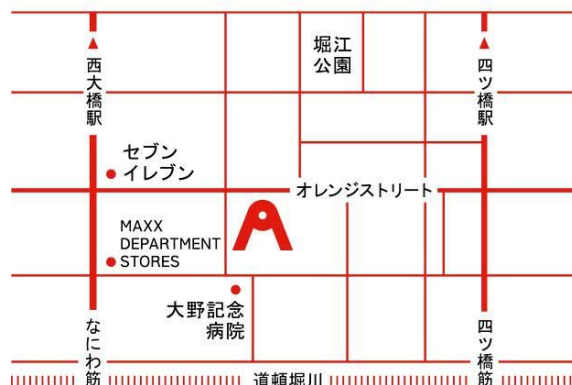 堀江
公園
西大橋駅
四ツ橋駅
セブン
イレブン
オレンジストリート
MAXX
DEPARTMENT
STORES
大野記念
病院
なにわ筋
四ツ橋筋
道頓堀川